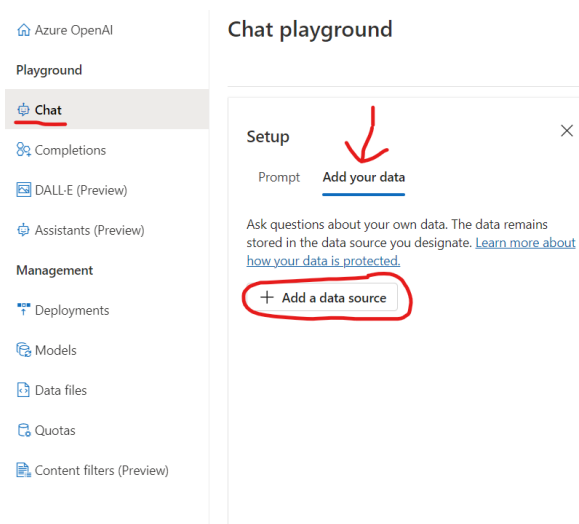 Azure OpenAI
Playground
Chat
Completions
DALL·E (Preview)
Assistants (Preview)
Management
Deployments
Models
Data files
Quotas
Content filters (Preview)
Chat playground
Setup
Prompt Add your data
Ask questions about your own data. The data remains
stored in the data source you designate. Learn more about
how your data is protected.
+ Add a data source